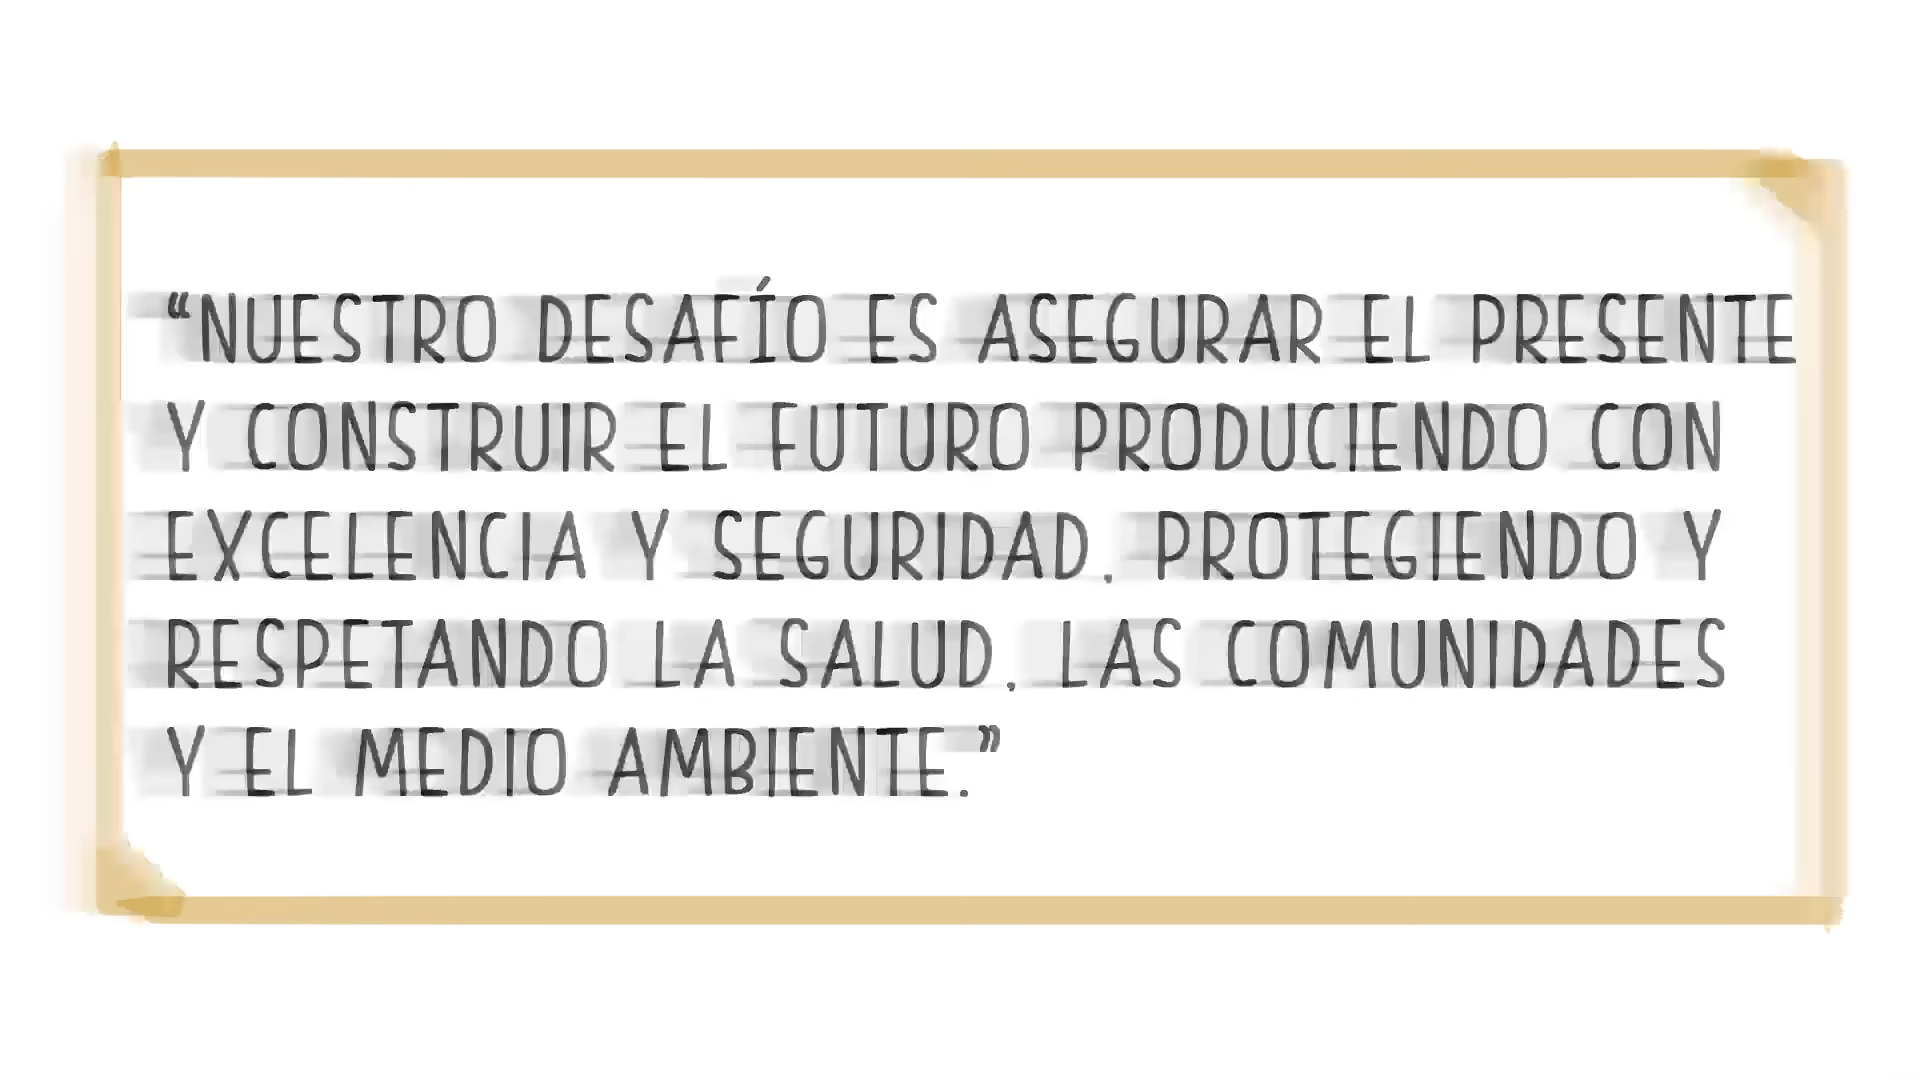 “NUESTRO DESAFÍO ES ASEGURAR EL PRESENTE
Y CONSTRUIR EL FUTURO PRODUCIENDO CON
EXCELENCIA Y SEGURIDAD, PROTEGIENDO Y
RESPETANDO LA SALUD, LAS COMUNIDADES
Y EL MEDIO AMBIENTE.”